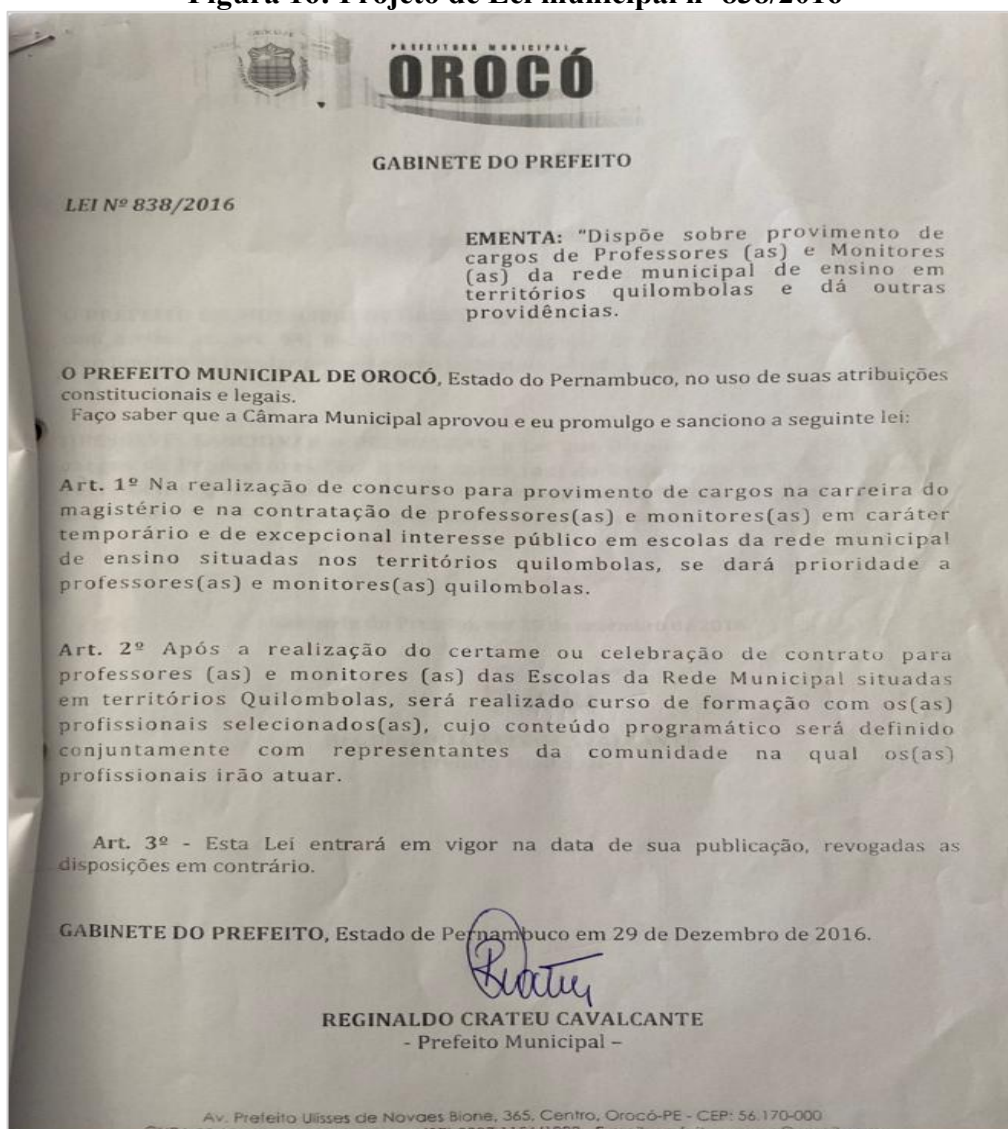 PREFEITURA MUNICIPAL
OROCÓ
GABINETE DO PREFEITO
LEI Nº 838/2016
EMENTA: "Dispõe sobre provimento de
cargos de Professores (as) e Monitores
(as) da rede municipal de ensino em
territórios quilombolas e dá outras
providências.
O PREFEITO MUNICIPAL DE OROCÓ, Estado do Pernambuco, no uso de suas atribuições
constitucionais e legais.
Faço saber que a Câmara Municipal aprovou e eu promulgo e sanciono a seguinte lei:
Art. 1º Na realização de concurso para provimento de cargos na carreira do
magistério e na contratação de professores(as) e monitores(as) em caráter
temporário e de excepcional interesse público em escolas da rede municipal
de ensino situadas nos territórios quilombolas, se dará prioridade a
professores(as) e monitores(as) quilombolas.
Art. 2º Após a realização do certame ou celebração de contrato para
professores (as) e monitores (as) das Escolas da Rede Municipal situadas
em territórios Quilombolas, será realizado curso de formação com os(as)
profissionais selecionados(as), cujo conteúdo programático será definido
conjuntamente com representantes da comunidade na qual os(as)
profissionais irão atuar.
Art. 3º - Esta Lei entrará em vigor na data de sua publicação, revogadas as
disposições em contrário.
GABINETE DO PREFEITO, Estado de Pernambuco em 29 de Dezembro de 2016.
REGINALDO CRATEU CAVALCANTE
- Prefeito Municipal –
Av. Prefeito Ulisses de Novaes Bione, 365, Centro, Orocó-PE - CEP: 56.170-000